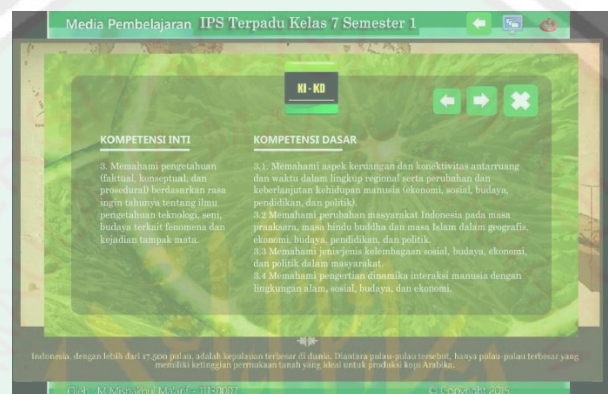 Media Pembelajaran IPS Terpadu Kelas 7 Semester 1
KI - KD
KOMPETENSI INTI
3. Memahami pengetahuan
(faktual, konseptual, dan
prosedural) berdasarkan rasa
ingin tahunya tentang ilmu
pengetahuan teknologi, seni,
budaya terkait fenomena dan
kejadian tampak mata.
KOMPETENSI DASAR
3.1. Memahami aspek keruangan dan konektivitas antarruang
dan waktu dalam lingkup regional serta perubahan dan
keberlanjutan kehidupan manusia (ekonomi, sosial, budaya,
pendidikan, dan politik).
3.2 Memahami perubahan masyarakat Indonesia pada masa
praaksara, masa hindu buddha dan masa Islam dalam geografis,
ekonomi, budaya, pendidikan, dan politik.
3.3 Memahami jenis-jenis kelembagaan sosial, budaya, ekonomi,
dan politik dalam masyarakat.
3.4 Memahami pengertian dinamika interaksi manusia dengan
lingkungan alam, sosial, budaya, dan ekonomi.
Indonesia, dengan lebih dari 17.500 pulau, adalah kepulauan terbesar di dunia. Diantara pulau-pulau tersebut, hanya pulau-pulau terbesar yang
memiliki ketinggian permukaan tanah yang ideal untuk produksi kopi Arabika.
Oleh : M.
© Copyright 2015